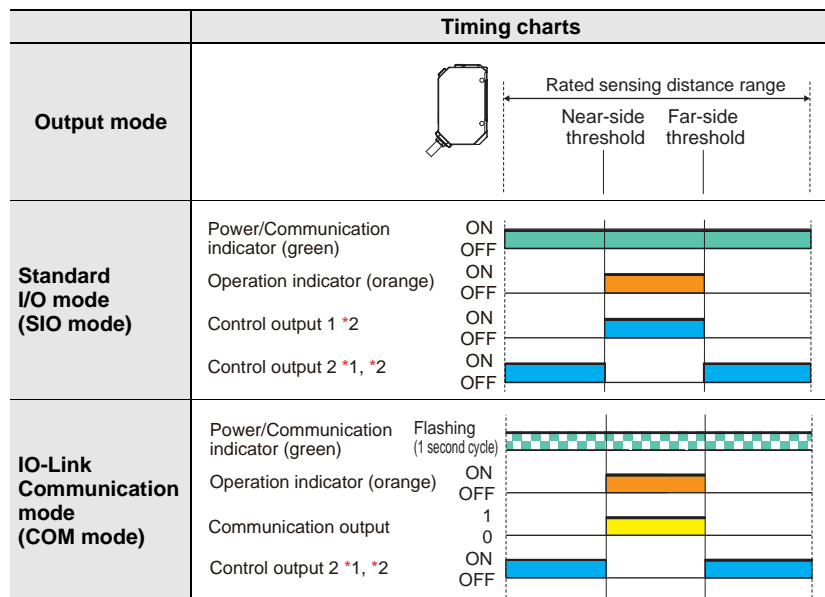 Timing charts
Output mode
Rated sensing distance range
Near-side
threshold
Far-side
threshold
Standard
I/O mode
(SIO mode)
Power/Communication
indicator (green)
ON
OFF
Operation indicator (orange)
ON
OFF
Control output 1 *2
ON
OFF
Control output 2 *1, *2
ON
OFF
IO-Link
Communication
mode
(COM mode)
Power/Communication
indicator (green)
Flashing
(1 second cycle)
Operation indicator (orange)
ON
OFF
Communication output
1
0
Control output 2 *1, *2
ON
OFF